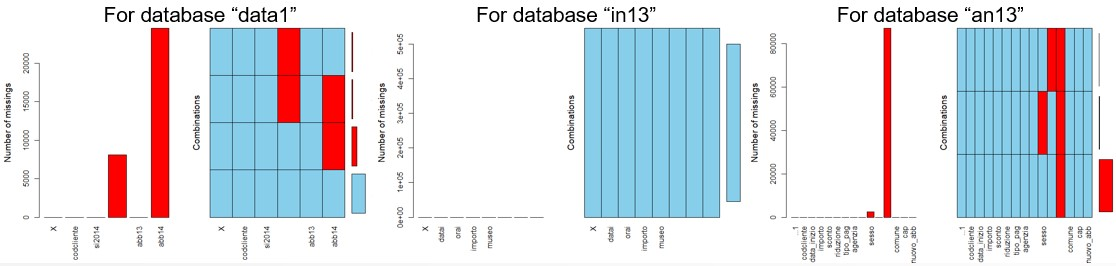 For database “data1”
For database “in13”
For database “an13”
Number of missings
0
5000
10000
15000
20000
X
codcliente
si2014
abb13
abb14
Combinations
X
codcliente
si2014
abb13
abb14
Number of missings
0e+00
1e+05
2e+05
3e+05
4e+05
5e+05
X
datai
orai
importo
museo
Combinations
X
datai
orai
importo
museo
Number of missings
0
20000
40000
60000
80000
...1
codcliente
data_inizio
importo
sconto
riduzione
tipo_pag
agenzia
sesso
comune
cap
nuovo_abb
Combinations
...1
codcliente
data_inizio
importo
sconto
riduzione
tipo_pag
agenzia
sesso
comune
cap
nuovo_abb